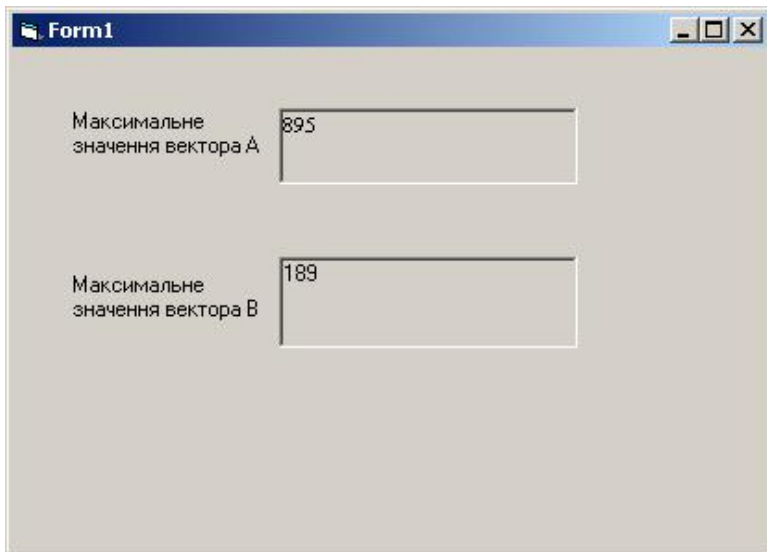 Form1
Максимальне
значення вектора А
895
Максимальне
значення вектора В
189